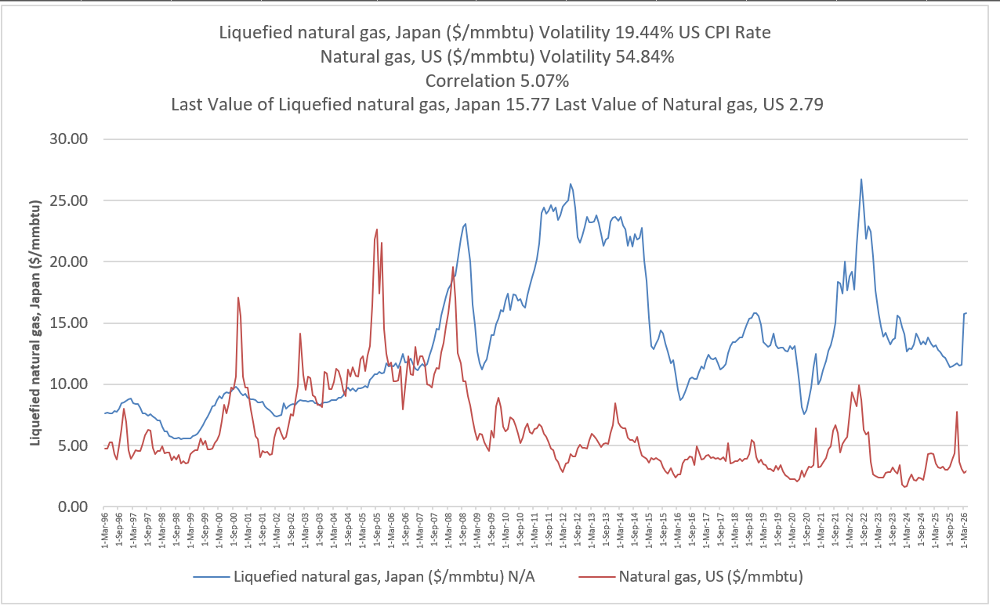 Liquefied natural gas, Japan ($/mmbtu) Volatility 19.44% US CPI Rate
Natural gas, US ($/mmbtu) Volatility 54.84%
Correlation 5.07%
Last Value of Liquefied natural gas, Japan 15.77 Last Value of Natural gas, US 2.79
Liquefied natural gas, Japan ($/mmbtu)
30.00
25.00
20.00
15.00
10.00
5.00
0.00
1-Mar-96
1-Sep-96
1-Mar-97
1-Sep-97
1-Mar-98
1-Sep-98
1-Mar-99
1-Sep-99
1-Mar-00
1-Sep-00
1-Mar-01
1-Sep-01
1-Mar-02
1-Sep-02
1-Mar-03
1-Sep-03
1-Mar-04
1-Sep-04
1-Mar-05
1-Sep-05
1-Mar-06
1-Sep-06
1-Mar-07
1-Sep-07
1-Mar-08
1-Sep-08
1-Mar-09
1-Sep-09
1-Mar-10
1-Sep-10
1-Mar-11
1-Sep-11
1-Mar-12
1-Sep-12
1-Mar-13
1-Sep-13
1-Mar-14
1-Sep-14
1-Mar-15
1-Sep-15
1-Mar-16
1-Sep-16
1-Mar-17
1-Sep-17
1-Mar-18
1-Sep-18
1-Mar-19
1-Sep-19
1-Mar-20
1-Sep-20
1-Mar-21
1-Sep-21
1-Mar-22
1-Sep-22
1-Mar-23
1-Sep-23
1-Mar-24
1-Sep-24
1-Mar-25
1-Sep-25
1-Mar-26
Liquefied natural gas, Japan ($/mmbtu) N/A
Natural gas, US ($/mmbtu)